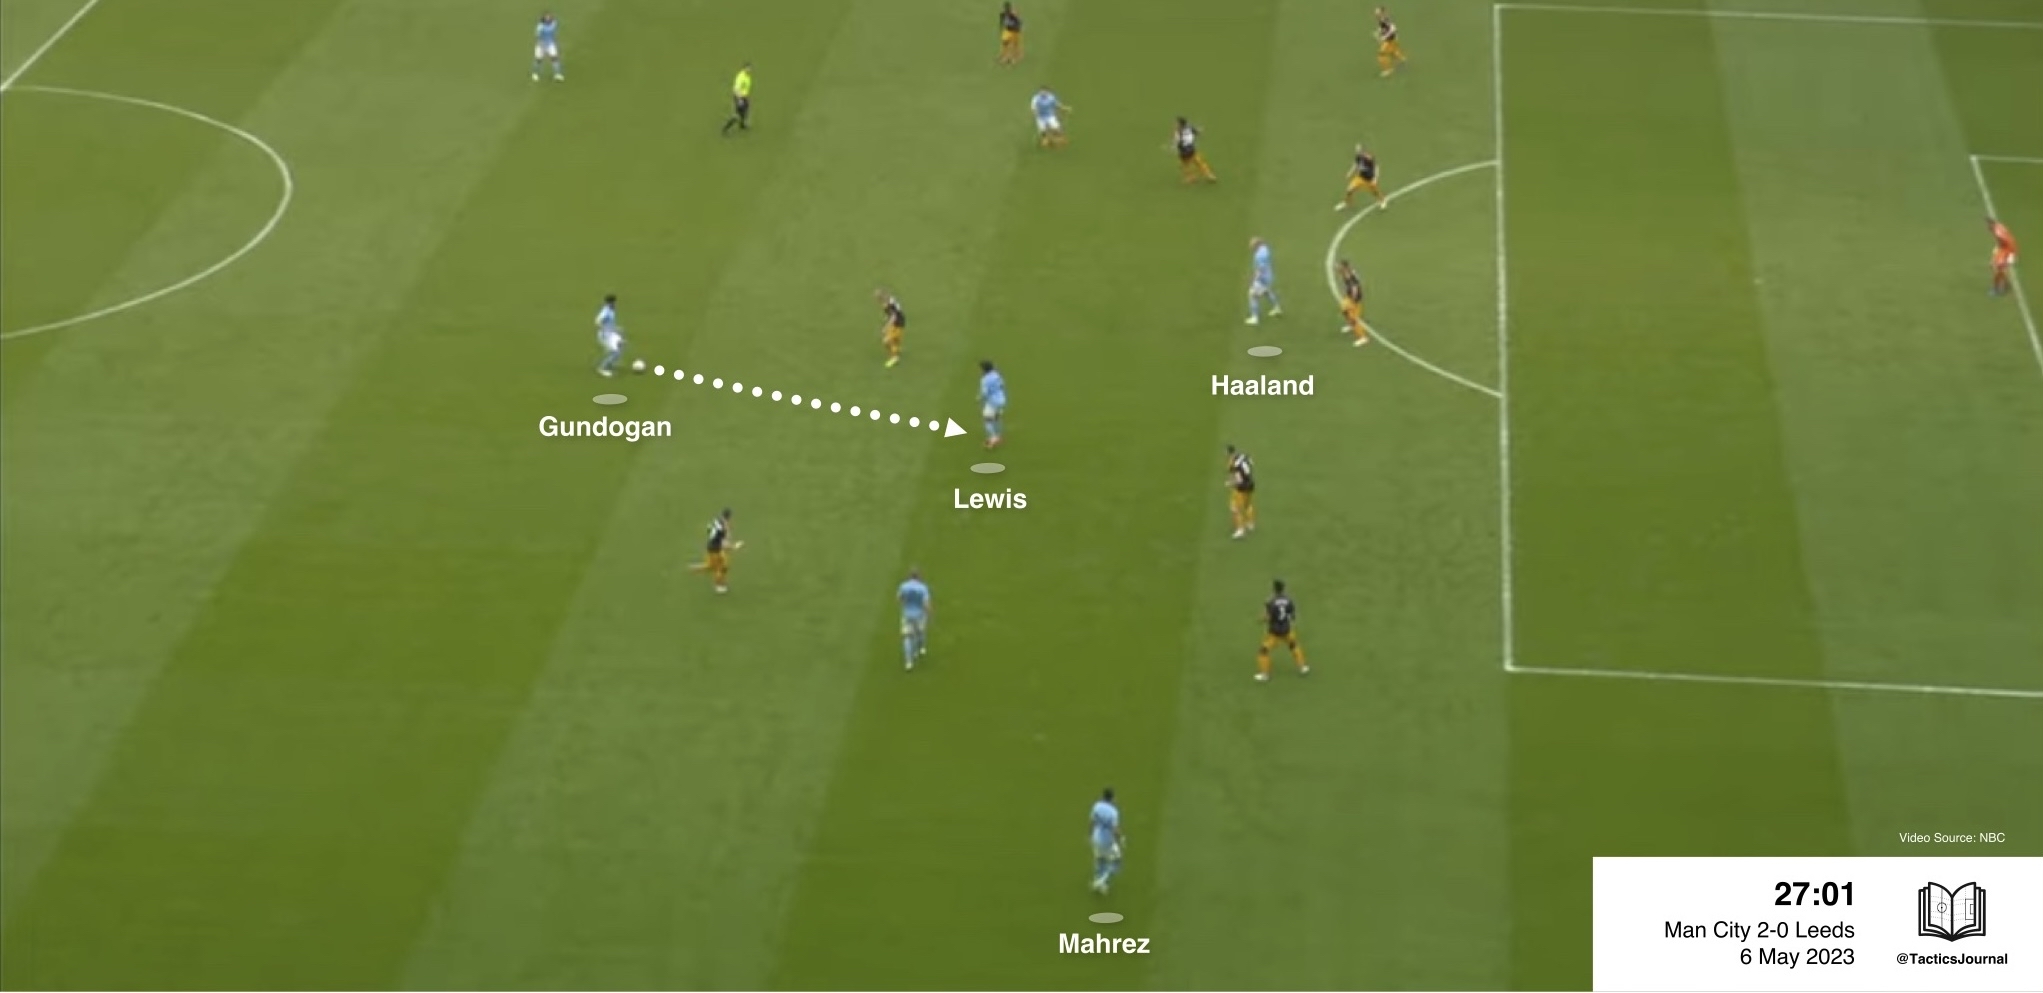 Haaland
Gundogan
Lewis
Mahrez
Video Source: NBC
27:01
Man City 2-0 Leeds
6 May 2023
@TacticsJournal